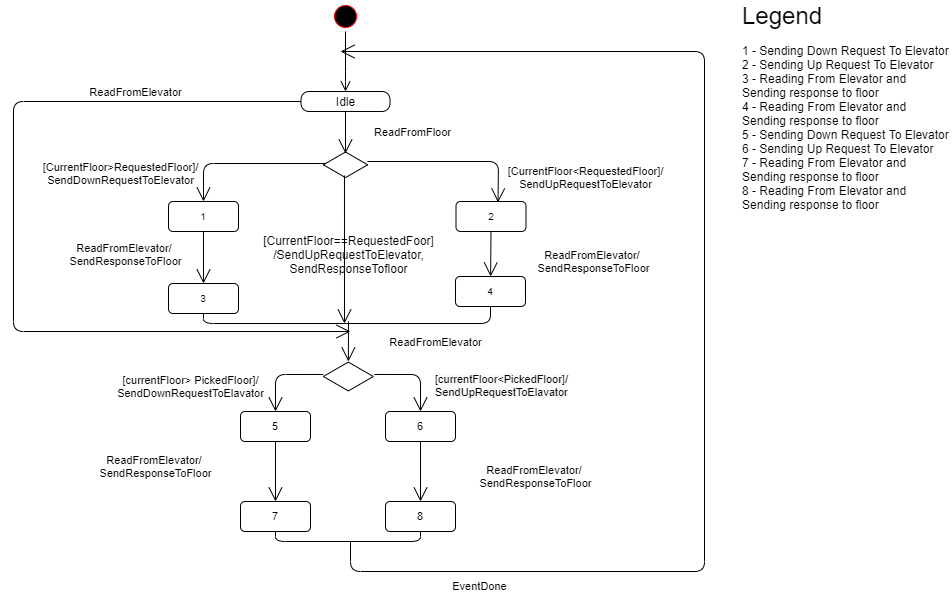 Legend
1 - Sending Down Request To Elevator
2 - Sending Up Request To Elevator
3 - Reading From Elevator and
Sending response to floor
4 - Reading From Elevator and
Sending response to floor
5 - Sending Down Request To Elevator
6 - Sending Up Request To Elevator
7 - Reading From Elevator and
Sending response to floor
8 - Reading From Elevator and
Sending response to floor
ReadFromElevator
Idle
ReadFromFloor
[CurrentFloor>RequestedFloor]/
SendDownRequestToElevator
[CurrentFloor<RequestedFloor]/
SendUpRequestToElevator
1
2
[CurrentFloor==RequestedFoor]
/SendUpRequestToElevator,
SendResponseTofloor
ReadFromElevator/
SendResponseToFloor
ReadFromElevator/
SendResponseToFloor
3
4
ReadFromElevator
[currentFloor> PickedFloor]/
SendDownRequestToElavator
[currentFloor<PickedFloor]/
SendUpRequestToElavator
5
6
ReadFromElevator/
SendResponseToFloor
ReadFromElevator/
SendResponseToFloor
7
8
EventDone